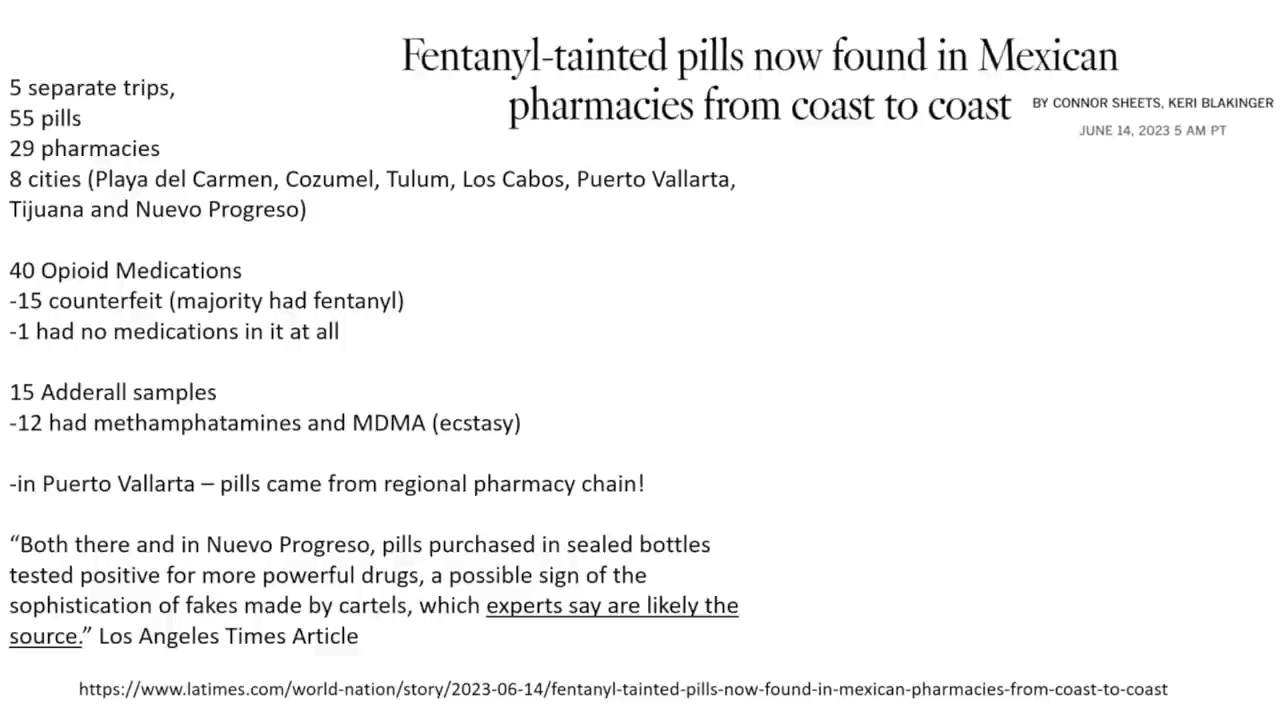 Fentanyl-tainted pills now found in Mexican
pharmacies from coast to coast
BY CONNOR SHEETS, KERI BLAKINGER
JUNE 14, 2023 5 AM PT
5 separate trips,
55 pills
29 pharmacies
8 cities (Playa del Carmen, Cozumel, Tulum, Los Cabos, Puerto Vallarta,
Tijuana and Nuevo Progreso)
40 Opioid Medications
-15 counterfeit (majority had fentanyl)
-1 had no medications in it at all
15 Adderall samples
-12 had methamphatamines and MDMA (ecstasy)
-in Puerto Vallarta – pills came from regional pharmacy chain!
“Both there and in Nuevo Progreso, pills purchased in sealed bottles
tested positive for more powerful drugs, a possible sign of the
sophistication of fakes made by cartels, which experts say are likely the
source.” Los Angeles Times Article
https://www.latimes.com/world-nation/story/2023-06-14/fentanyl-tainted-pills-now-found-in-mexican-pharmacies-from-coast-to-coast